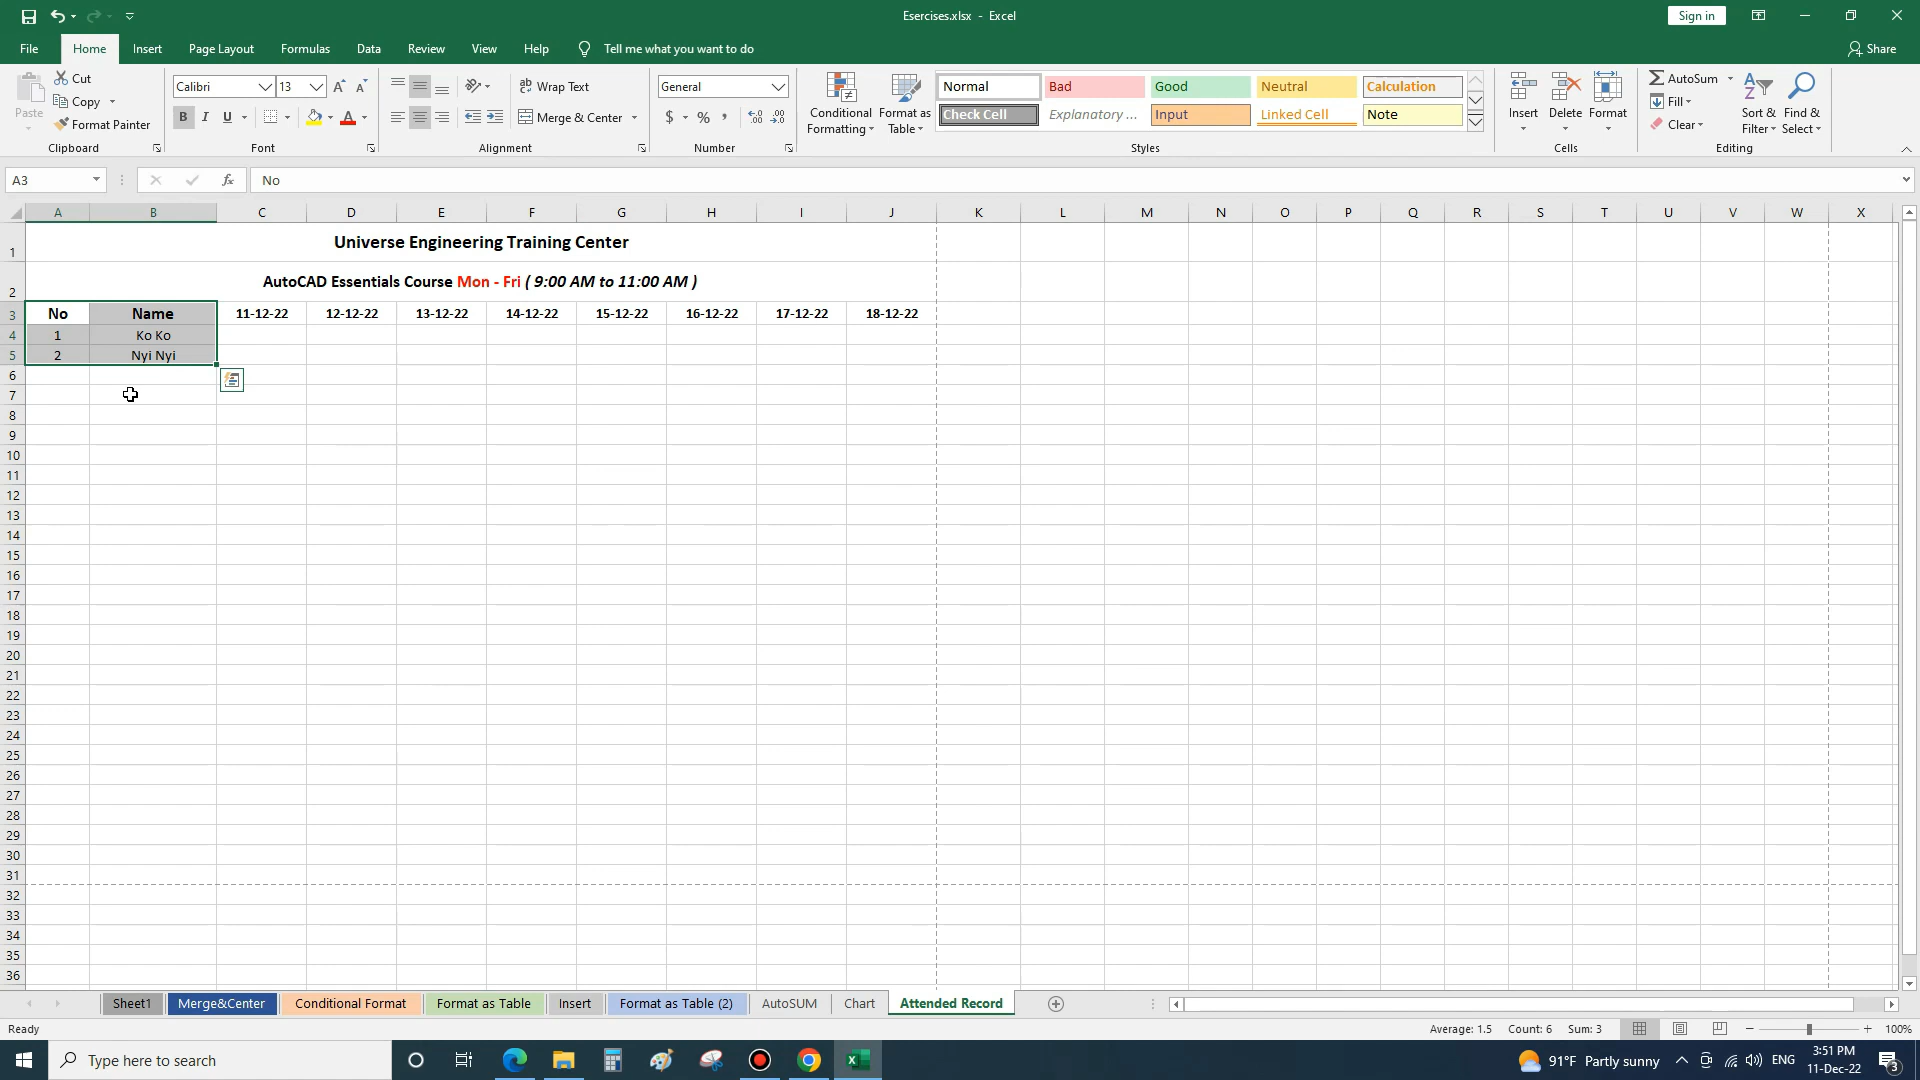 Esercises.xlsx - Excel
Sign in
File Home Insert Page Layout Formulas Data Review View Help Tell me what you want to do Share
Paste
Cut
Copy
Format Painter
Clipboard
Calibri 13
B I U
Font
Wrap Text
Merge & Center
Alignment
General
$ % ,
Number
Conditional Formatting
Format as Table
Normal Bad Good Neutral Calculation
Check Cell Explanatory ... Input Linked Cell Note
Styles
Insert Delete Format
Cells
AutoSum
Fill
Clear
Sort & Filter
Find & Select
Editing
A3 fx No
A B C D E F G H I J K L M N O P Q R S T U V W X
1 Universe Engineering Training Center
2 AutoCAD Essentials Course Mon - Fri ( 9:00 AM to 11:00 AM )
3 No Name 11-12-22 12-12-22 13-12-22 14-12-22 15-12-22 16-12-22 17-12-22 18-12-22
4 1 Ko Ko
5 2 Nyi Nyi
6
7
8
9
10
11
12
13
14
15
16
17
18
19
20
21
22
23
24
25
26
27
28
29
30
31
32
33
34
35
36
Sheet1 Merge&Center Conditional Format Format as Table Insert Format as Table (2) AutoSUM Chart Attended Record
Ready Average: 1.5 Count: 6 Sum: 3 100%
Type here to search
91°F Partly sunny
ENG
3:51 PM
11-Dec-22
3